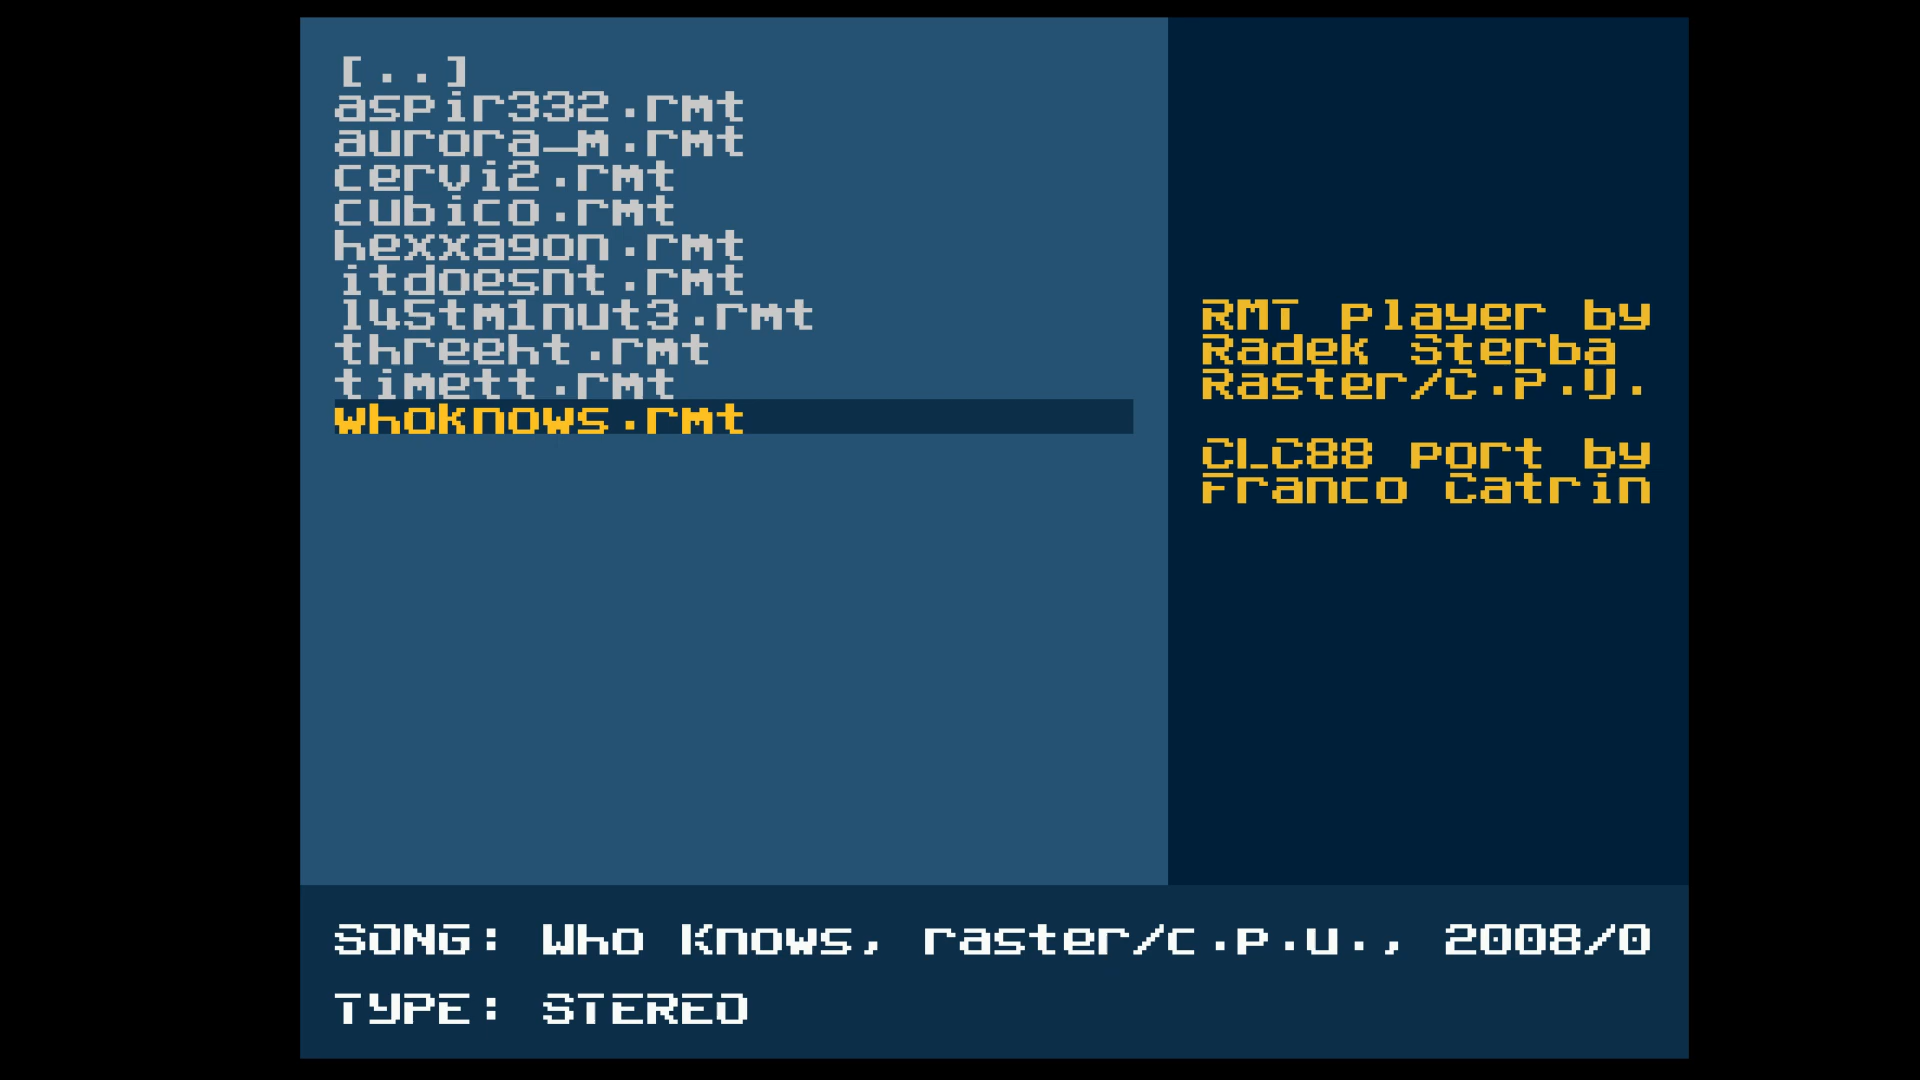 [..]
aspir332.rmt
aurora_m.rmt
cervi2.rmt
cubico.rmt
hexxagon.rmt
itdoesnt.rmt
l45tm1nut3.rmt
threeht.rmt
timett.rmt
whoknows.rmt
RMT player by
Radek Sterba
Raster/C.P.U.
CLC88 port by
Franco Catrin
SONG: Who Knows, raster/c.p.u., 2008/0
TYPE: STEREO